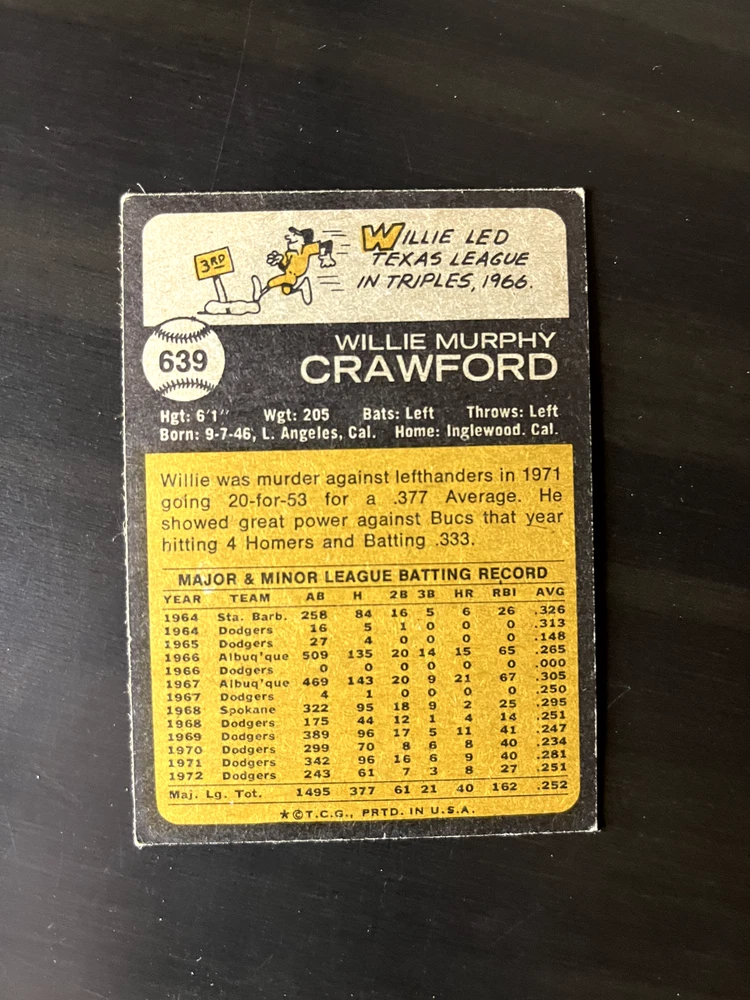 3RD
WILLIE LED
TEXAS LEAGUE
IN TRIPLES, 1966.
639
WILLIE MURPHY
CRAWFORD
Hgt: 6'1" Wgt: 205 Bats: Left Throws: Left
Born: 9-7-46, L. Angeles, Cal. Home: Inglewood. Cal.
Willie was murder against lefthanders in 1971
going 20-for-53 for a .377 Average. He
showed great power against Bucs that year
hitting 4 Homers and Batting .333.
MAJOR & MINOR LEAGUE BATTING RECORD
YEAR TEAM AB H 2B 3B HR RBI AVG
1964 Sta. Barb. 258 84 16 5 6 26 .326
1964 Dodgers 16 5 1 0 0 0 .313
1965 Dodgers 27 4 0 0 0 0 .148
1966 Albuq'que 509 135 20 14 15 65 .265
1966 Dodgers 0 0 0 0 0 0 .000
1967 Albuq'que 469 143 20 9 21 67 .305
1967 Dodgers 4 1 0 0 0 0 .250
1968 Spokane 322 95 18 9 2 25 .295
1968 Dodgers 175 44 12 1 4 14 .251
1969 Dodgers 389 96 17 5 11 41 .247
1970 Dodgers 299 70 8 6 8 40 .234
1971 Dodgers 342 96 16 6 9 40 .281
1972 Dodgers 243 61 7 3 8 27 .251
Maj. Lg. Tot. 1495 377 61 21 40 162 .252
*©T.C.G., PRTD. IN U.S.A.